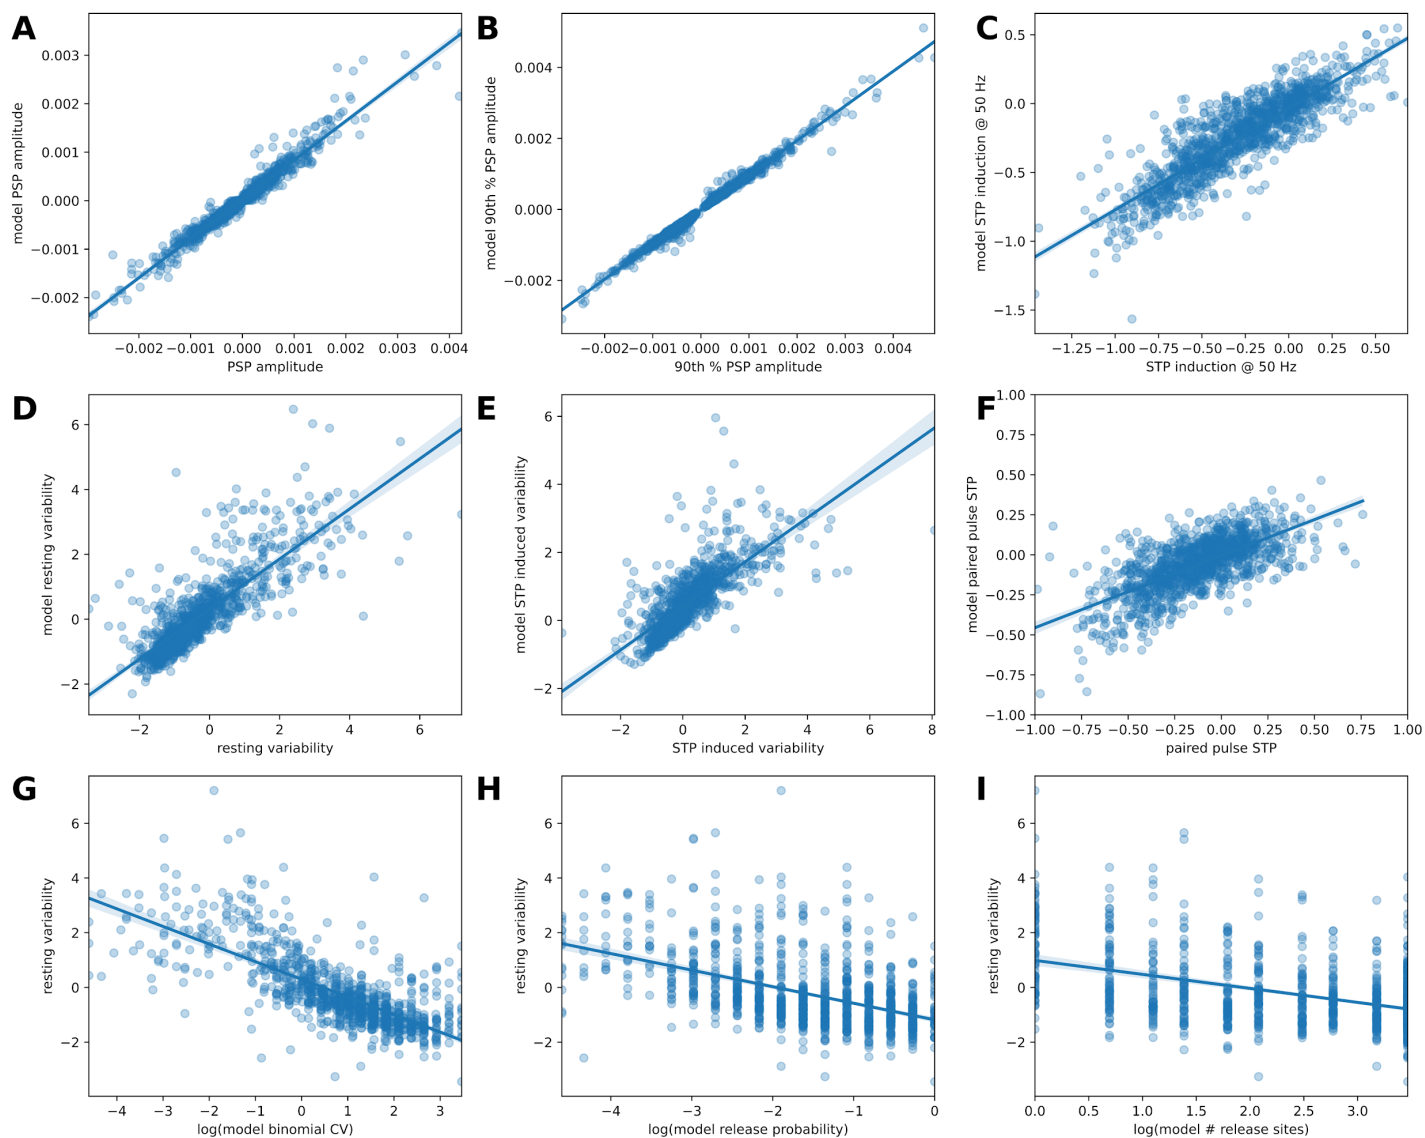 A
B
C
0.003
0.002
0.001
0.000
−0.001
−0.002
model PSP amplitude
−0.002 −0.001 0.000 0.001 0.002 0.003 0.004
PSP amplitude
0.004
0.002
0.000
−0.002
model 90th % PSP amplitude
−0.002 −0.001 0.000 0.001 0.002 0.003 0.004
90th % PSP amplitude
0.5
0.0
−0.5
−1.0
−1.5
model STP induction @ 50 Hz
−1.25 −1.00 −0.75 −0.50 −0.25 0.00 0.25 0.50
STP induction @ 50 Hz
D
E
F
6
4
2
0
−2
model resting variability
−2 0 2 4 6
resting variability
6
4
2
0
−2
model STP induced variability
−2 0 2 4 6 8
STP induced variability
1.00
0.75
0.50
0.25
0.00
−0.25
−0.50
−0.75
−1.00
model paired pulse STP
−1.00 −0.75 −0.50 −0.25 0.00 0.25 0.50 0.75 1.00
paired pulse STP
G
H
I
6
4
2
0
−2
resting variability
−4 −3 −2 −1 0 1 2 3
log(model binomial CV)
6
4
2
0
−2
resting variability
−4 −3 −2 −1 0
log(model release probability)
6
4
2
0
−2
resting variability
0.0 0.5 1.0 1.5 2.0 2.5 3.0
log(model # release sites)